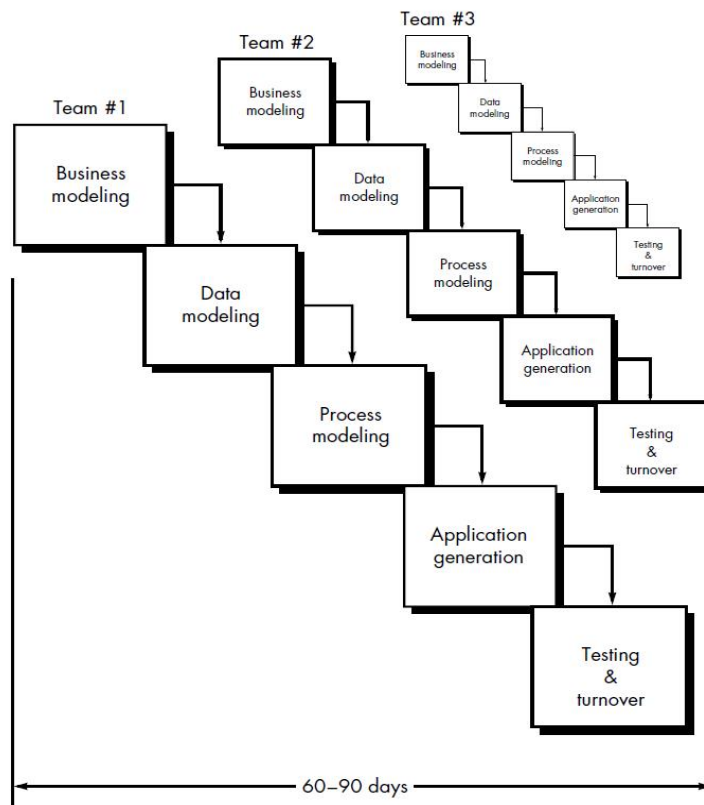 Team #1
Business
modeling
Data
modeling
Process
modeling
Application
generation
Testing
&
turnover
Team #2
Business
modeling
Data
modeling
Process
modeling
Application
generation
Testing
&
turnover
Team #3
Business
modeling
Data
modeling
Process
modeling
Application
generation
Testing
&
turnover
60–90 days